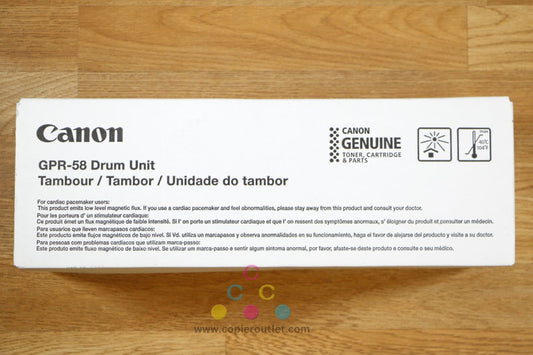 Canon
GPR-58 Drum Unit
Tambour / Tambor / Unidade do tambor
CANON
GENUINE
TONER, CARTRIDGE
& PARTS
40°C
104°F
For cardiac pacemaker users:
This product emits low level magnetic flux. If you use a cardiac pacemaker and feel abnormalities, please stay away from this product and consult your doctor.
Pour les porteurs d' un stimulateur cardiaque:
Ce produit émet un flux magnétique de faible intensité. Si l' on porte un stimulateur cardiaque et que l' on ressent des symptômes anormaux, s' éloigner du produit et consulter un médecin.
Para usuarios que llaven marcapasos cardíaco:
Este producto emite flujos magnéticos de bajo nivel. Si Vd. utiliza un marcapasos y observa anormalidades en su funcionamiento, haga el favor de alejarse del producto y visite a su doctor.
Para pessoas com problemas cardíacos que utilizam marca-passo:
Este produto emite fluxo magnético de baixo nível. Se utilizar um marca-passo e sentir algum sintoma anormal, por favor, afaste-se deste produto e consulte o seu médico.
C
C C
www.copieroutlet.com